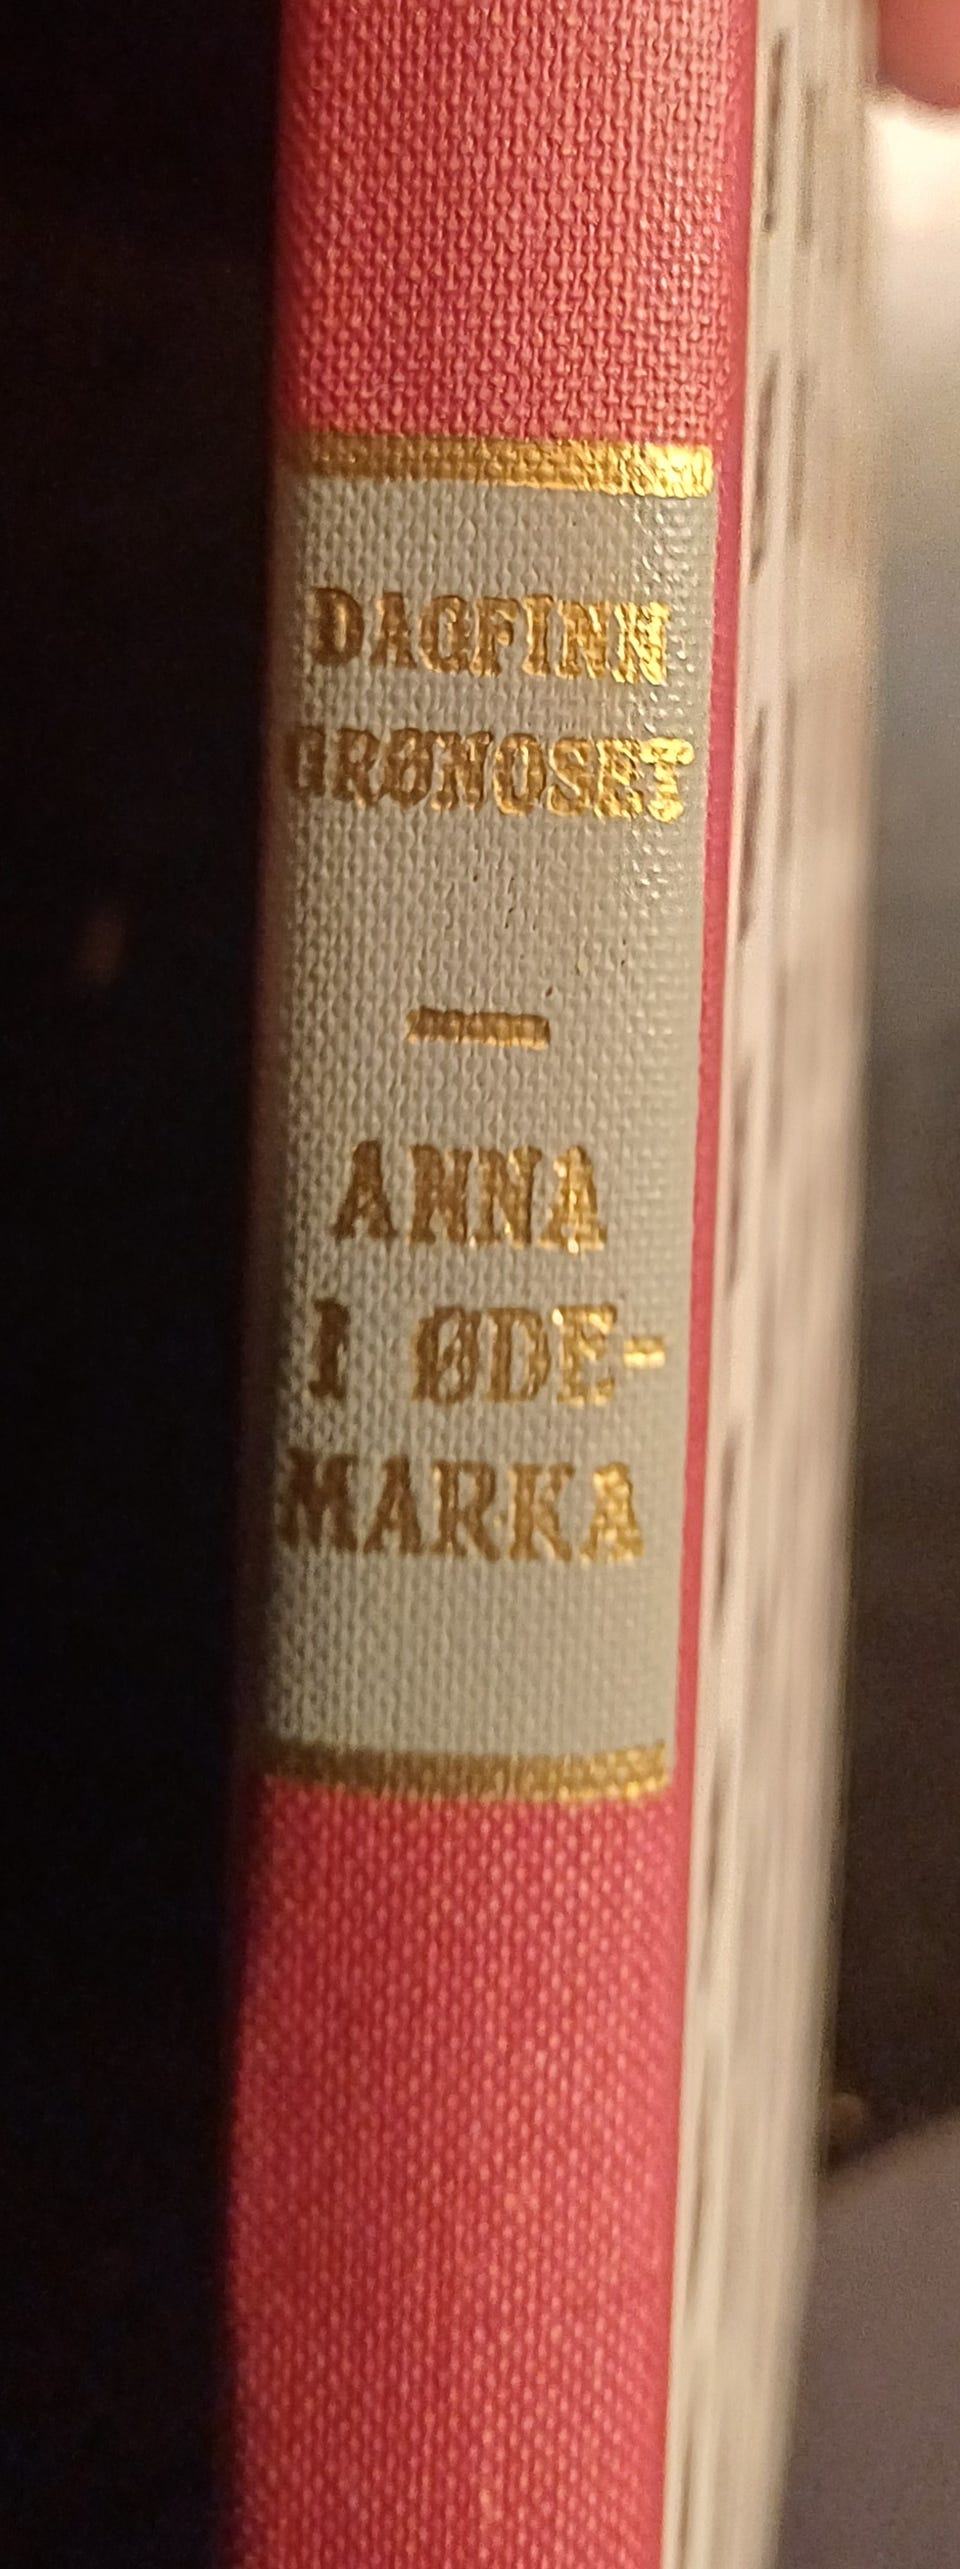 DAGFINN
GRØNOSET
—
ANNA
I ØDE-
MARKA